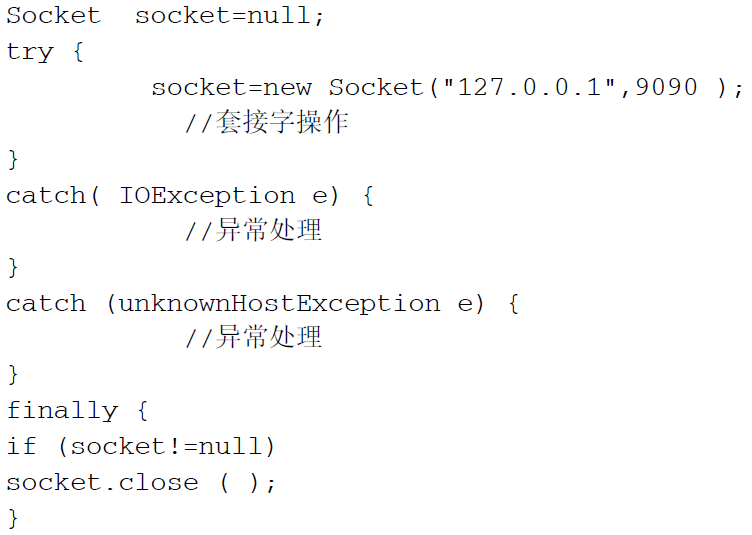 Socket  socket=null;
try {
         socket=new Socket("127.0.0.1",9090 );
           //套接字操作
}
catch( IOException e) {
           //异常处理
}
catch (unknownHostException e) {
           //异常处理
}
finally {
if (socket!=null)
socket.close ( );
}